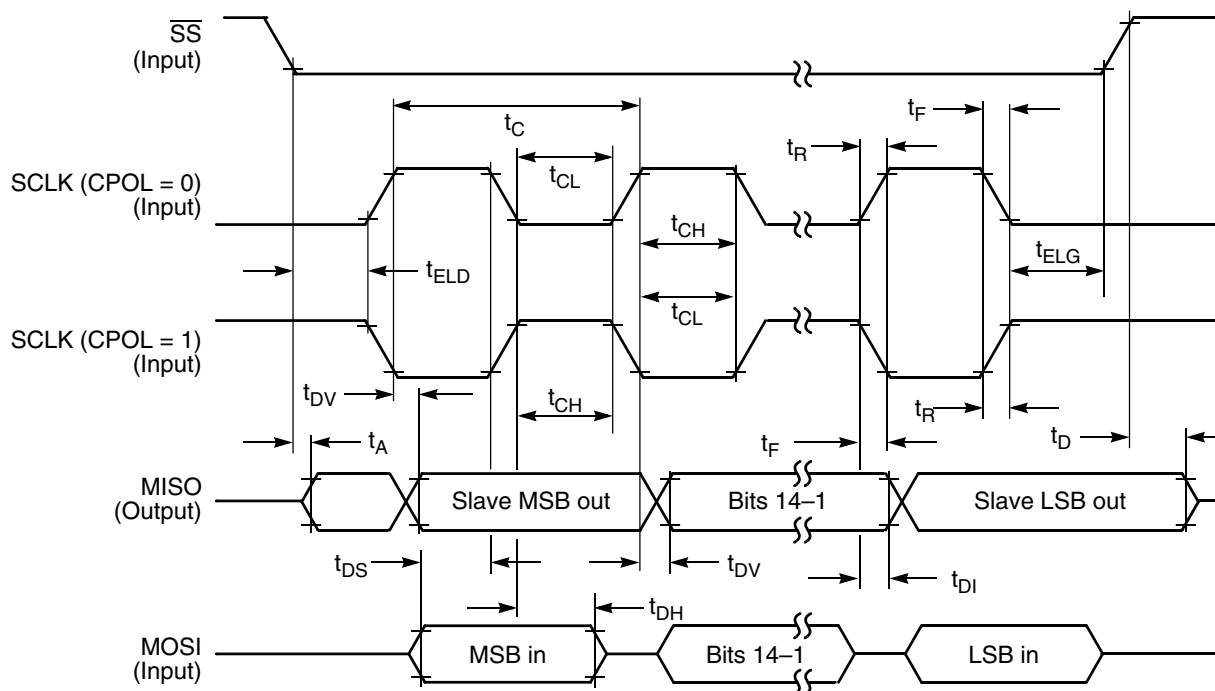 SS
(Input)
t_F
t_C
t_R
SCLK (CPOL = 0)
(Input)
t_CL
t_CH
t_ELD
t_ELG
t_CL
SCLK (CPOL = 1)
(Input)
t_DV
t_CH
t_R
t_A
t_F
t_D
MISO
(Output)
Slave MSB out
Bits 14–1
Slave LSB out
t_DS
t_DV
t_DI
t_DH
MOSI
(Input)
MSB in
Bits 14–1
LSB in